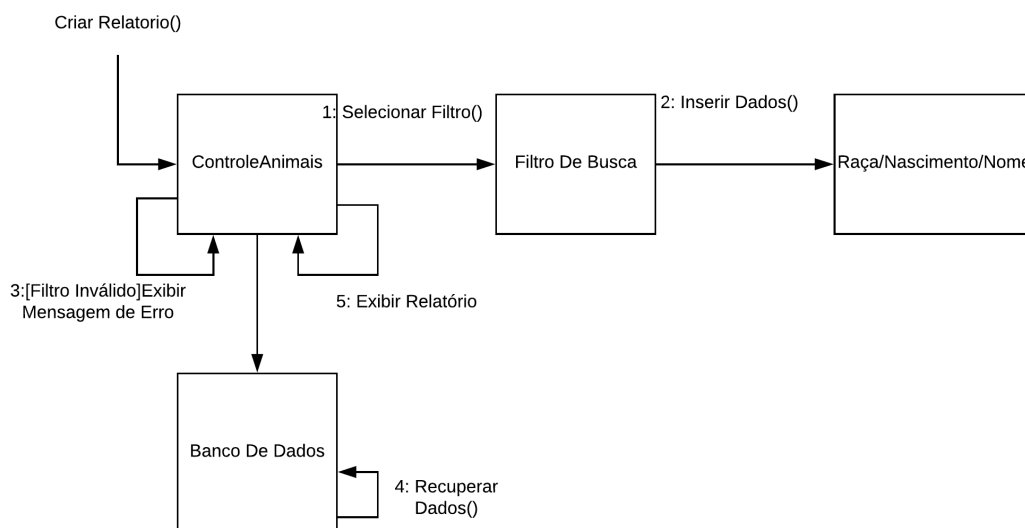 Criar Relatorio()
1: Selecionar Filtro()
2: Inserir Dados()
ControleAnimais
Filtro De Busca
Raça/Nascimento/Nome
3:[Filtro Inválido]Exibir
Mensagem de Erro
5: Exibir Relatório
Banco De Dados
4: Recuperar
Dados()